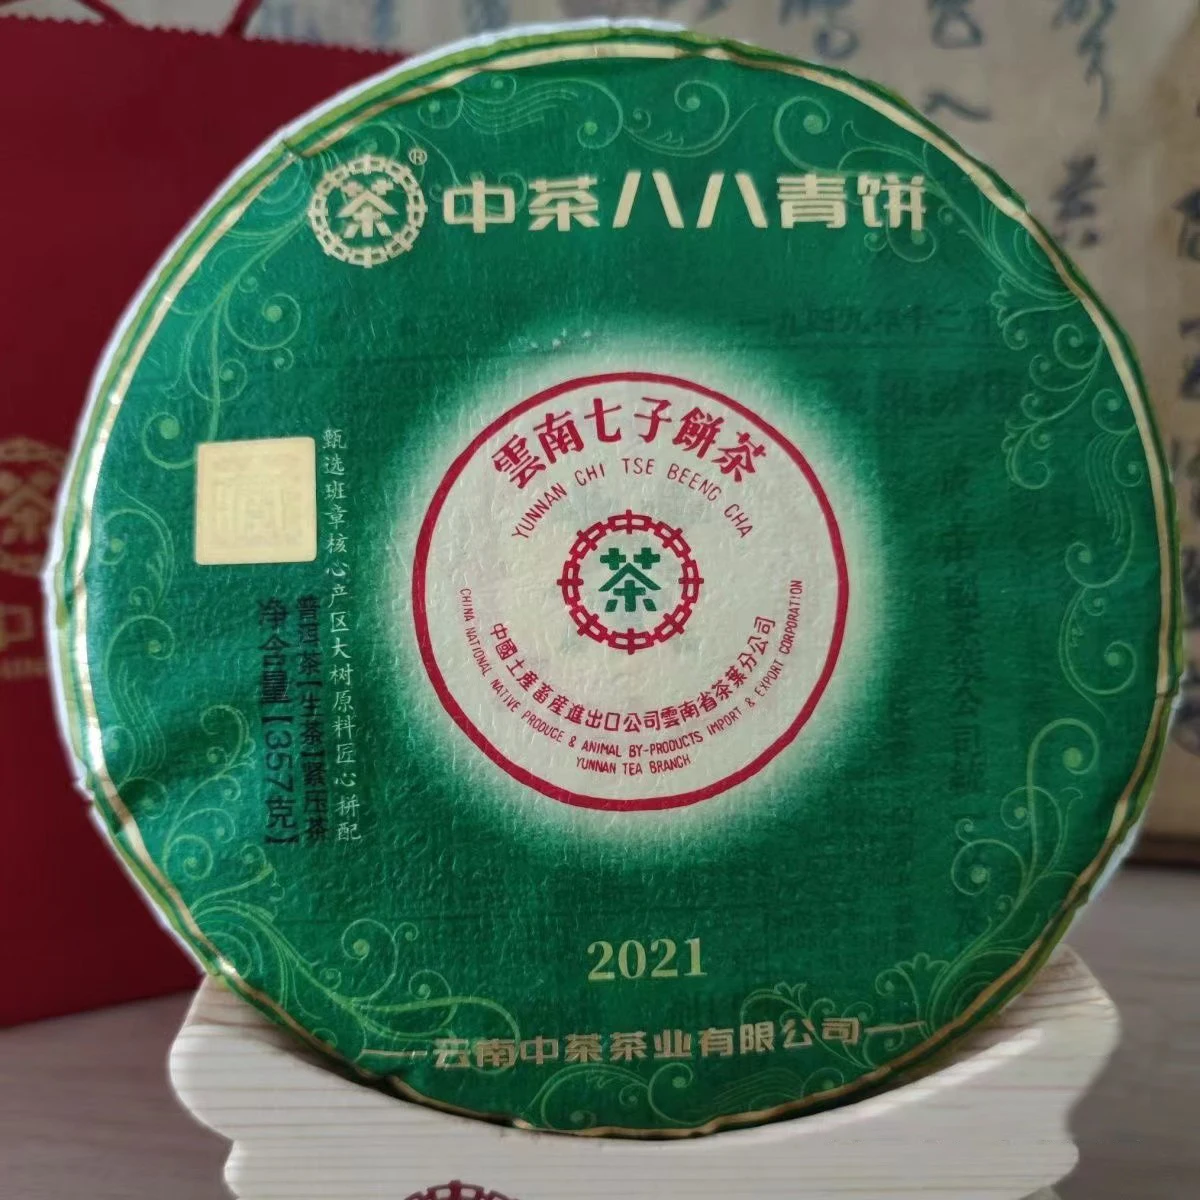 茶® 中茶八八青饼
雲南七子餅茶
YUNNAN CHI TSE BEENG CHA
茶
中國土產畜產進出口公司雲南省茶葉分公司
CHINA NATIONAL NATIVE PRODUCE & ANIMAL BY-PRODUCTS IMPORT & EXPORT CORPORATION
YUNNAN TEA BRANCH
甄选班章核心产区大树原料匠心拼配
普洱茶【生茶】紧压茶
净含量【357克】
2021
云南中茶茶业有限公司
茶
中